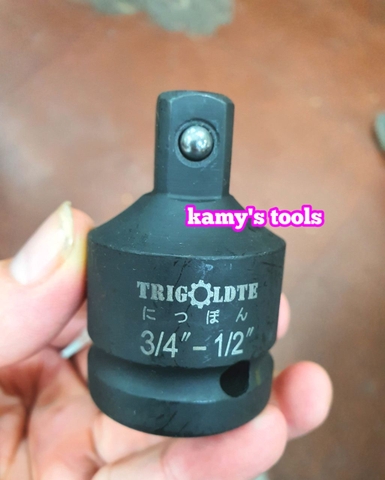 kamy's tools
TRIGOLDTE
にっぽん
3/4″-1/2″